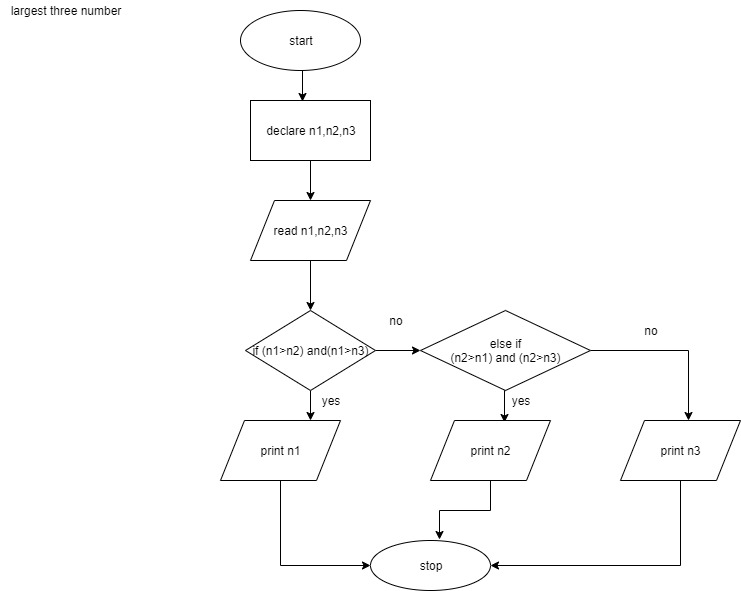 largest three number
start
declare n1,n2,n3
read n1,n2,n3
if (n1>n2) and(n1>n3)
no
else if
(n2>n1) and (n2>n3)
no
yes
yes
print n1
print n2
print n3
stop